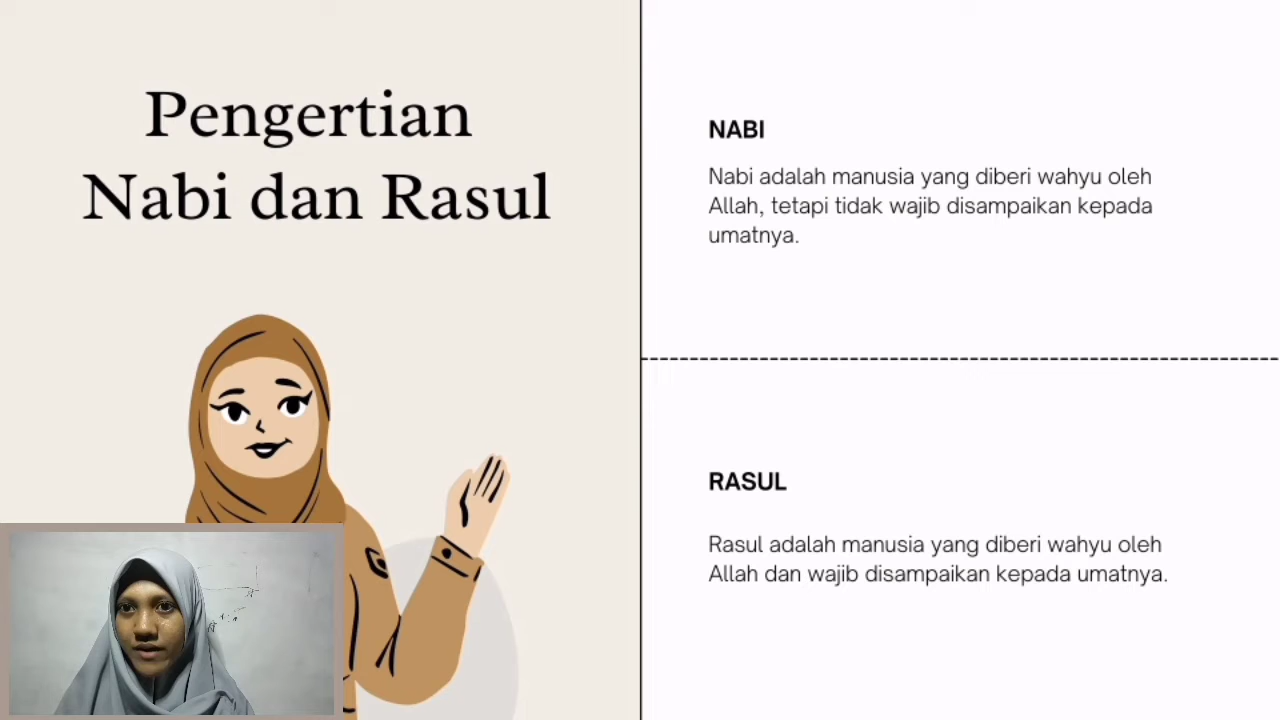 Pengertian
Nabi dan Rasul
NABI
Nabi adalah manusia yang diberi wahyu oleh
Allah, tetapi tidak wajib disampaikan kepada
umatnya.
RASUL
Rasul adalah manusia yang diberi wahyu oleh
Allah dan wajib disampaikan kepada umatnya.